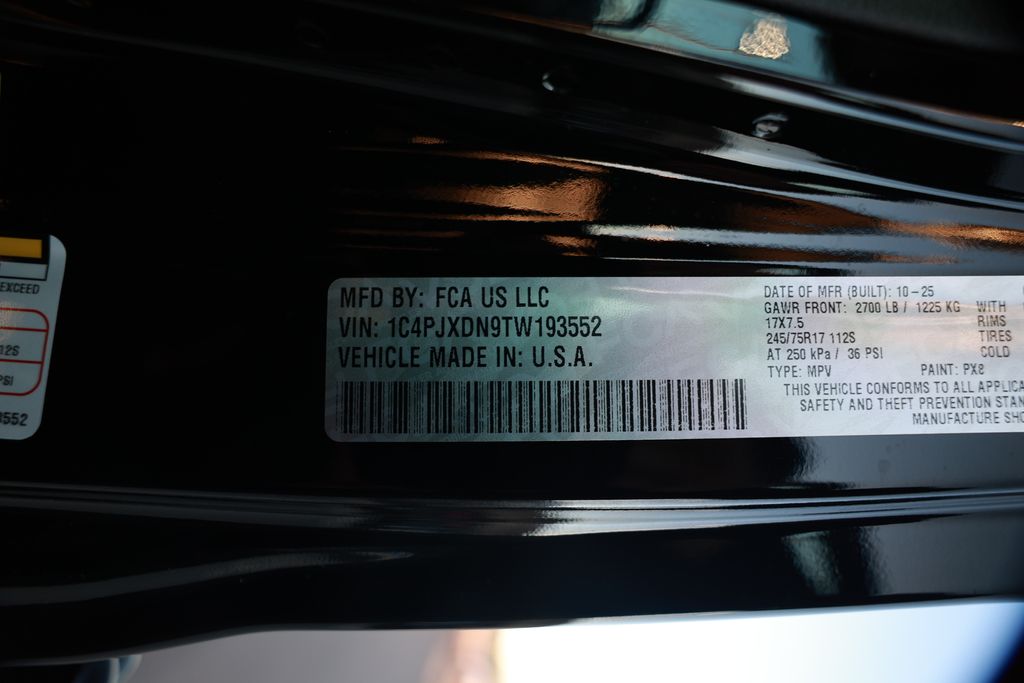 EXCEED
12S
PSI
3552
MFD BY: FCA US LLC
VIN: 1C4PJXDN9TW193552
VEHICLE MADE IN: U.S.A.
DATE OF MFR (BUILT): 10-25
GAWR FRONT: 2700 LB / 1225 KG WITH
17X7.5 RIMS
245/75R17 112S TIRES
AT 250 kPa / 36 PSI COLD
TYPE: MPV PAINT: PX8
THIS VEHICLE CONFORMS TO ALL APPLICA
SAFETY AND THEFT PREVENTION STAN
MANUFACTURE SHO